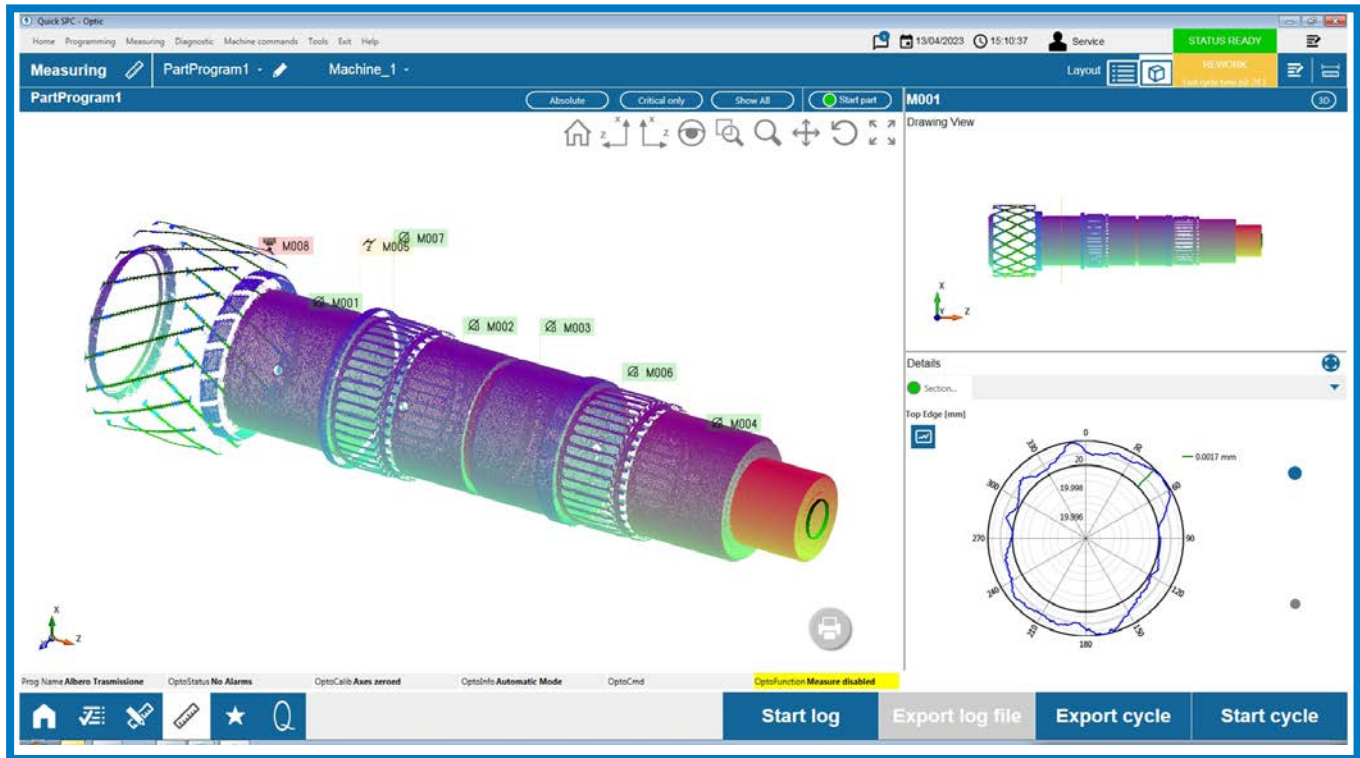 Quick SPC - Optic
Home Programming Measuring Diagnostic Machine commands Tools Exit Help
13/04/2023 15:10:37 Service STATUS READY
Measuring PartProgram1 - Machine_1 - Layout REWORK
PartProgram1 Absolute Critical only Show All Start part M001 3D
Drawing View
X Z X Z
M008 M005 M007
M001 M002 M003
M006
M004
X
Y Z
Details
Section...
Top Edge [mm]
0
330 30
20 0.0017 mm
300 19.998 60
19.996
270 90
240 120
210 150
180
X
Z
Prog Name Albero Trasmissione OptoStatus No Alarms OptoCalib Axes zeroed OptoInfo Automatic Mode OptoCmd OptoFunction Measure disabled
Q Start log Export log file Export cycle Start cycle